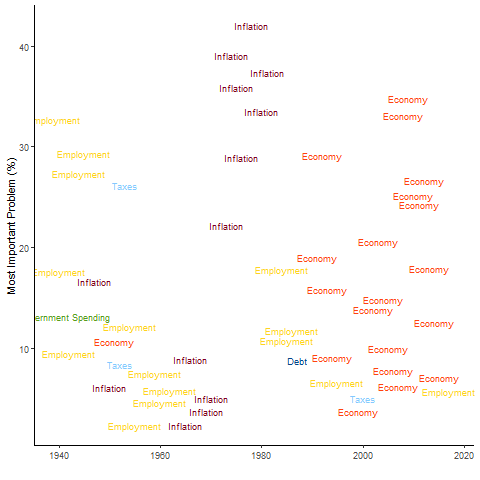 Inflation
40
Inflation
Inflation
Inflation
Economy
Inflation
Economy
mployment
30
Employment
Inflation
Economy
Employment
Taxes
Economy
Economy
Economy
Most Important Problem (%)
Inflation
20
Economy
Economy
Employment
Employment
Economy
Inflation
Economy
Economy
Economy
ernment Spending
Economy
Employment
Employment
Economy
Employment
10
Economy
Employment
Economy
Inflation
Debt
Taxes
Employment
Economy
Economy
Employment
Inflation
Economy
Employment
Employment
Inflation
Taxes
Employment
Inflation
Economy
Employment
Inflation
1940
1960
1980
2000
2020